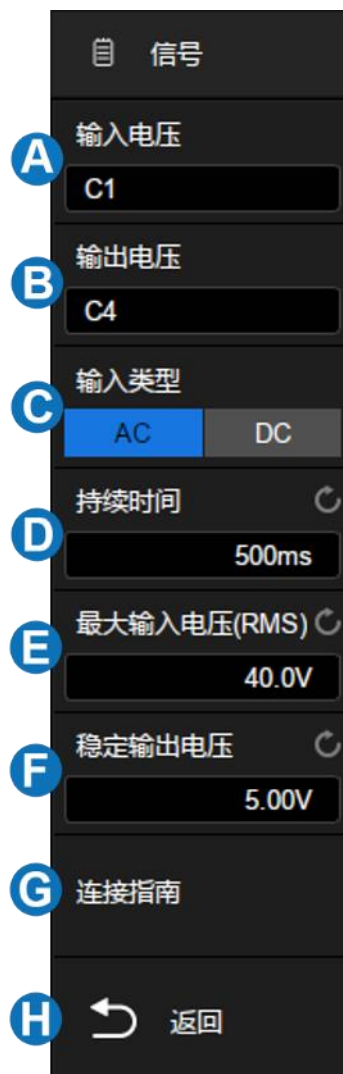 信号
A
输入电压
C1
B
输出电压
C4
C
输入类型
AC DC
D
持续时间
500ms
E
最大输入电压(RMS)
40.0V
F
稳定输出电压
5.00V
G
连接指南
H
返回